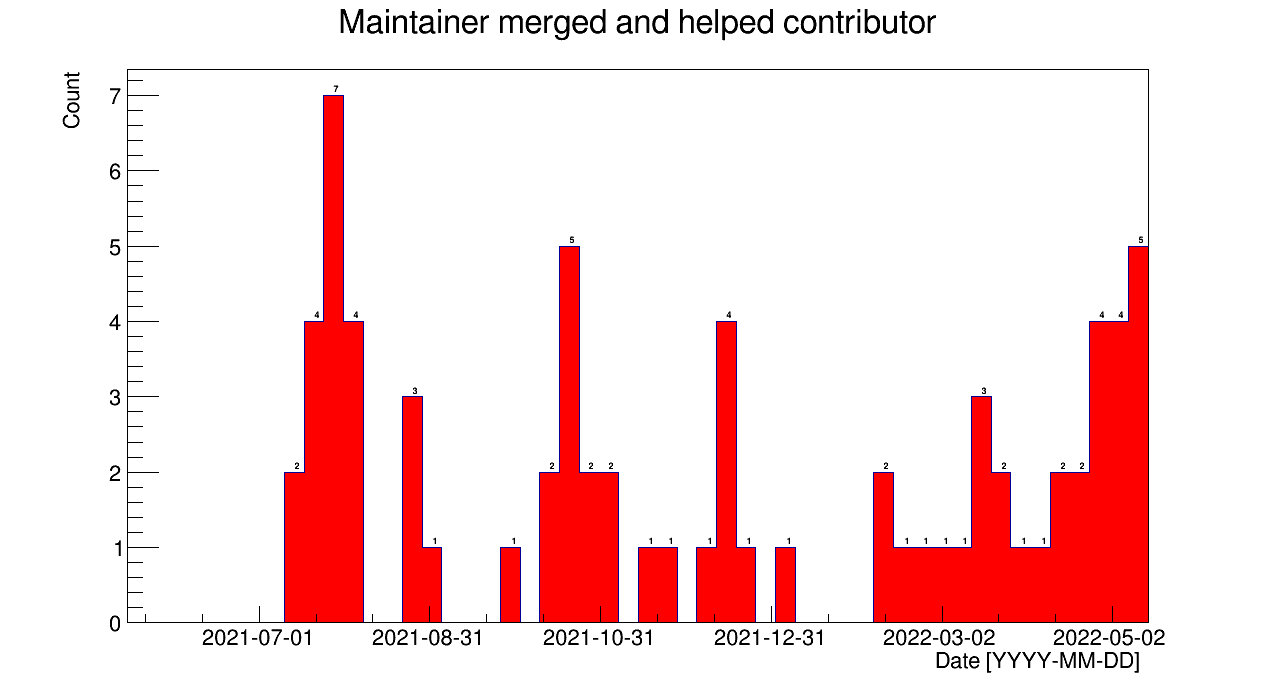 Maintainer merged and helped contributor
Count
7
6
5
4
3
2
1
0
2 4 7 4 3 1 1 2 5 2 2 1 1 1 4 1 1 2 1 1 1 1 3 2 1 1 2 2 4 4 5
2021-07-01 2021-08-31 2021-10-31 2021-12-31 2022-03-02 2022-05-02
Date [YYYY-MM-DD]